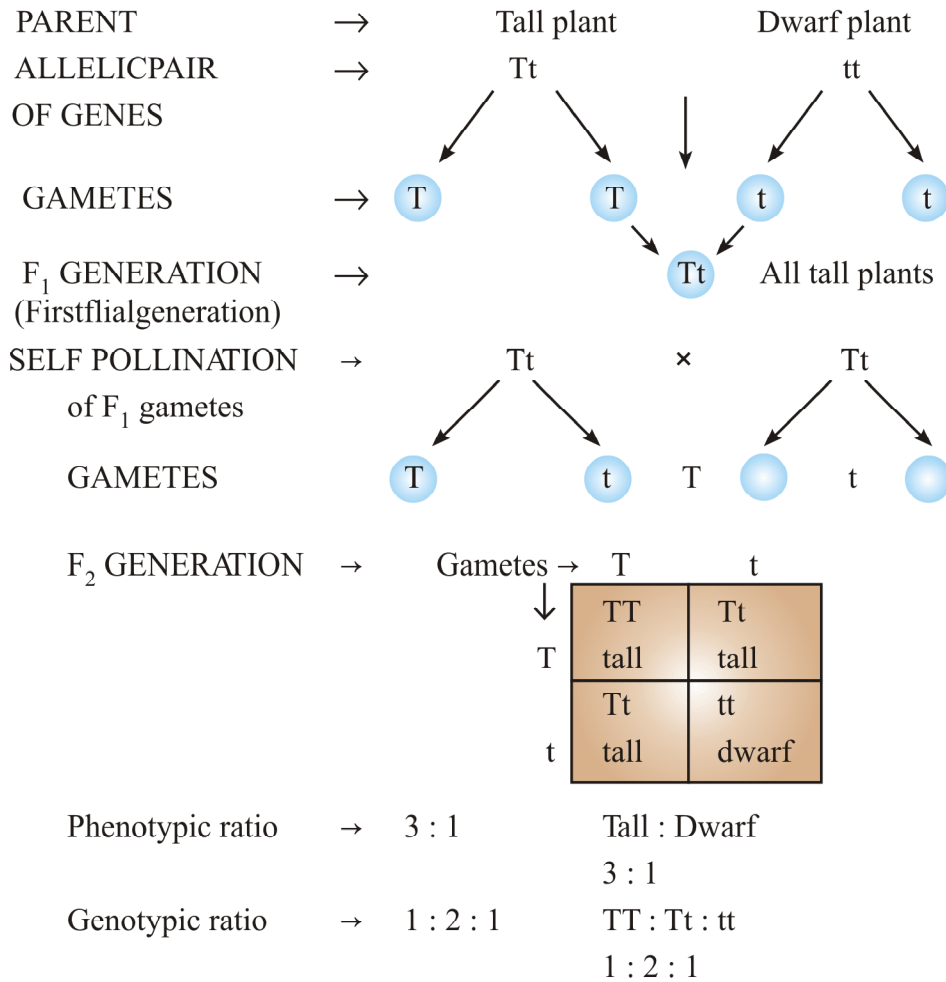 PARENT → Tall plant Dwarf plant
ALLELICPAIR → Tt tt
OF GENES
GAMETES → T T t t
F₁ GENERATION → Tt All tall plants
(Firstflialgeneration)
SELF POLLINATION → Tt × Tt
of F₁ gametes
GAMETES T t T t
F₂ GENERATION → Gametes → T t
↓ TT Tt
T tall tall
Tt tt
t tall dwarf
Phenotypic ratio → 3 : 1 Tall : Dwarf
3 : 1
Genotypic ratio → 1 : 2 : 1 TT : Tt : tt
1 : 2 : 1